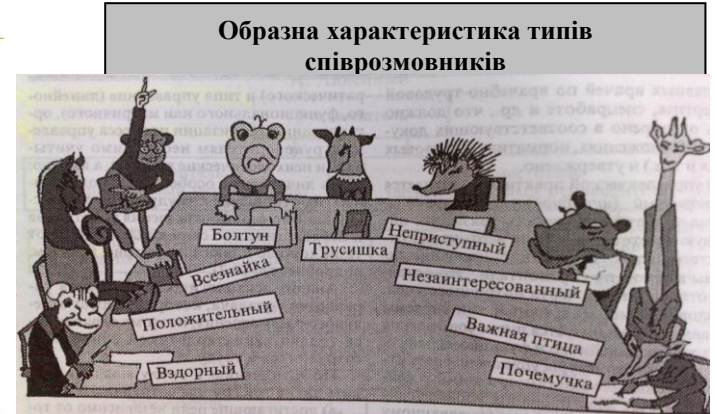 Образна характеристика типів
співрозмовників
Болтун
Трусишка
Неприступный
Всезнайка
Незаинтересованный
Положительный
Важная птица
Вздорный
Почемучка